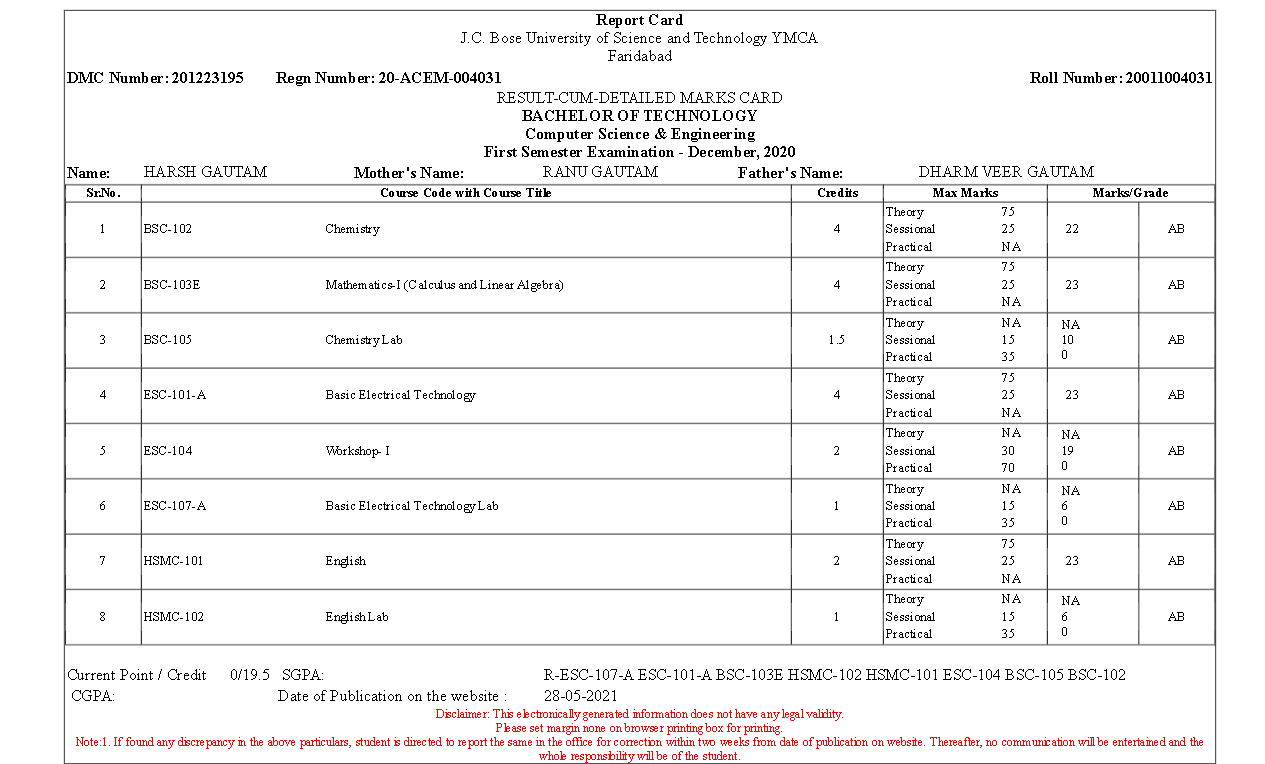 Report Card
J.C. Bose University of Science and Technology YMCA
Faridabad
DMC Number: 201223195 Regn Number: 20-ACEM-004031 Roll Number: 20011004031
RESULT-CUM-DETAILED MARKS CARD
BACHELOR OF TECHNOLOGY
Computer Science & Engineering
First Semester Examination - December, 2020
Name: HARSH GAUTAM Mother's Name: RANU GAUTAM Father's Name: DHARM VEER GAUTAM
Sr.No. Course Code with Course Title Credits Max Marks Marks/Grade
Theory 75
1 BSC-102 Chemistry 4 Sessional 25 22 AB
Practical NA
Theory 75
2 BSC-103E Mathematics-I (Calculus and Linear Algebra) 4 Sessional 25 23 AB
Practical NA
Theory NA NA
3 BSC-105 Chemistry Lab 1.5 Sessional 15 10 AB
Practical 35 0
Theory 75
4 ESC-101-A Basic Electrical Technology 4 Sessional 25 23 AB
Practical NA
Theory NA NA
5 ESC-104 Workshop- I 2 Sessional 30 19 AB
Practical 70 0
Theory NA NA
6 ESC-107-A Basic Electrical Technology Lab 1 Sessional 15 6 AB
Practical 35 0
Theory 75
7 HSMC-101 English 2 Sessional 25 23 AB
Practical NA
Theory NA NA
8 HSMC-102 English Lab 1 Sessional 15 6 AB
Practical 35 0
Current Point / Credit 0/19.5 SGPA: R-ESC-107-A ESC-101-A BSC-103E HSMC-102 HSMC-101 ESC-104 BSC-105 BSC-102
CGPA: Date of Publication on the website : 28-05-2021
Disclaimer: This electronically generated information does not have any legal validity.
Please set margin none on browser printing box for printing.
Note:1. If found any discrepancy in the above particulars, student is directed to report the same in the office for correction within two weeks from date of publication on website. Thereafter, no communication will be entertained and the
whole responsibility will be of the student.